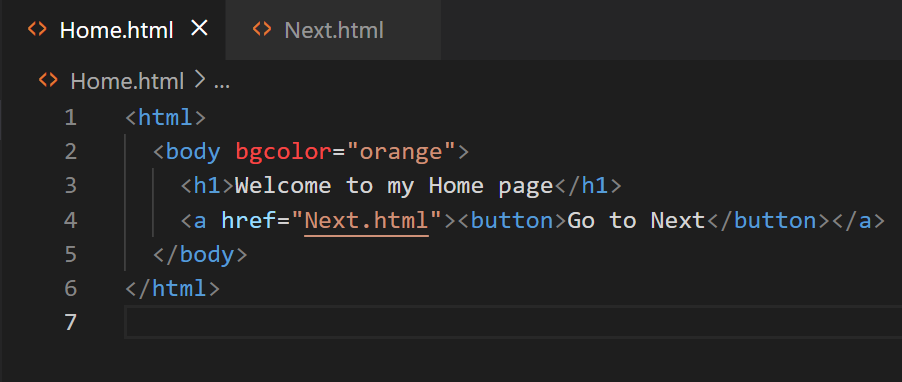 Home.html × Next.html
Home.html > ...
1 <html>
2 <body bgcolor="orange">
3 <h1>Welcome to my Home page</h1>
4 <a href="Next.html"><button>Go to Next</button></a>
5 </body>
6 </html>
7